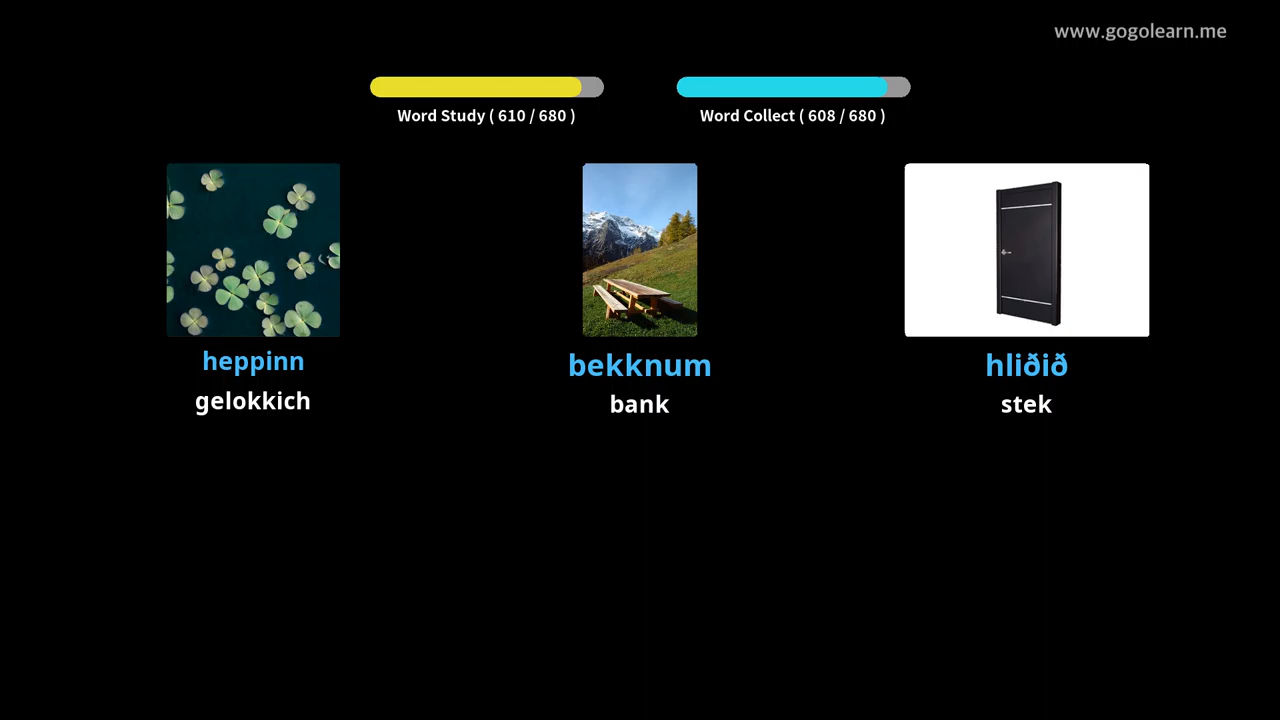 www.gogolearn.me
Word Study ( 610 / 680 )
Word Collect ( 608 / 680 )
heppinn
bekknum
hliðið
gelokkich
bank
stek